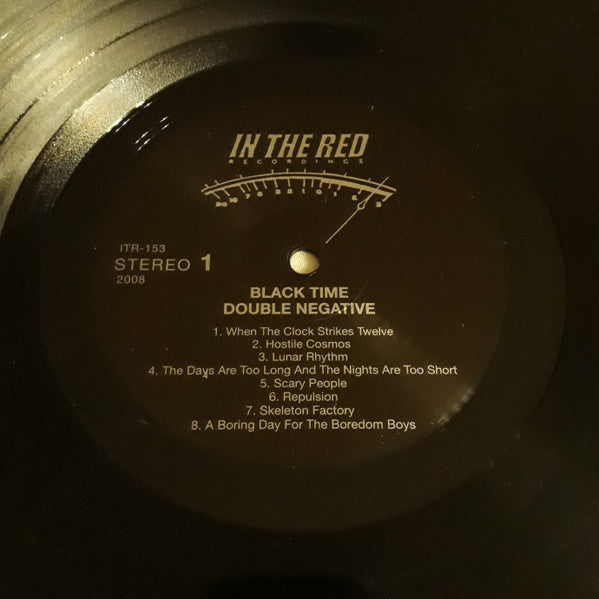 IN THE RED
RECORDINGS
ITR-153
STEREO 1
2008
BLACK TIME
DOUBLE NEGATIVE
1. When The Clock Strikes Twelve
2. Hostile Cosmos
3. Lunar Rhythm
4. The Days Are Too Long And The Nights Are Too Short
5. Scary People
6. Repulsion
7. Skeleton Factory
8. A Boring Day For The Boredom Boys